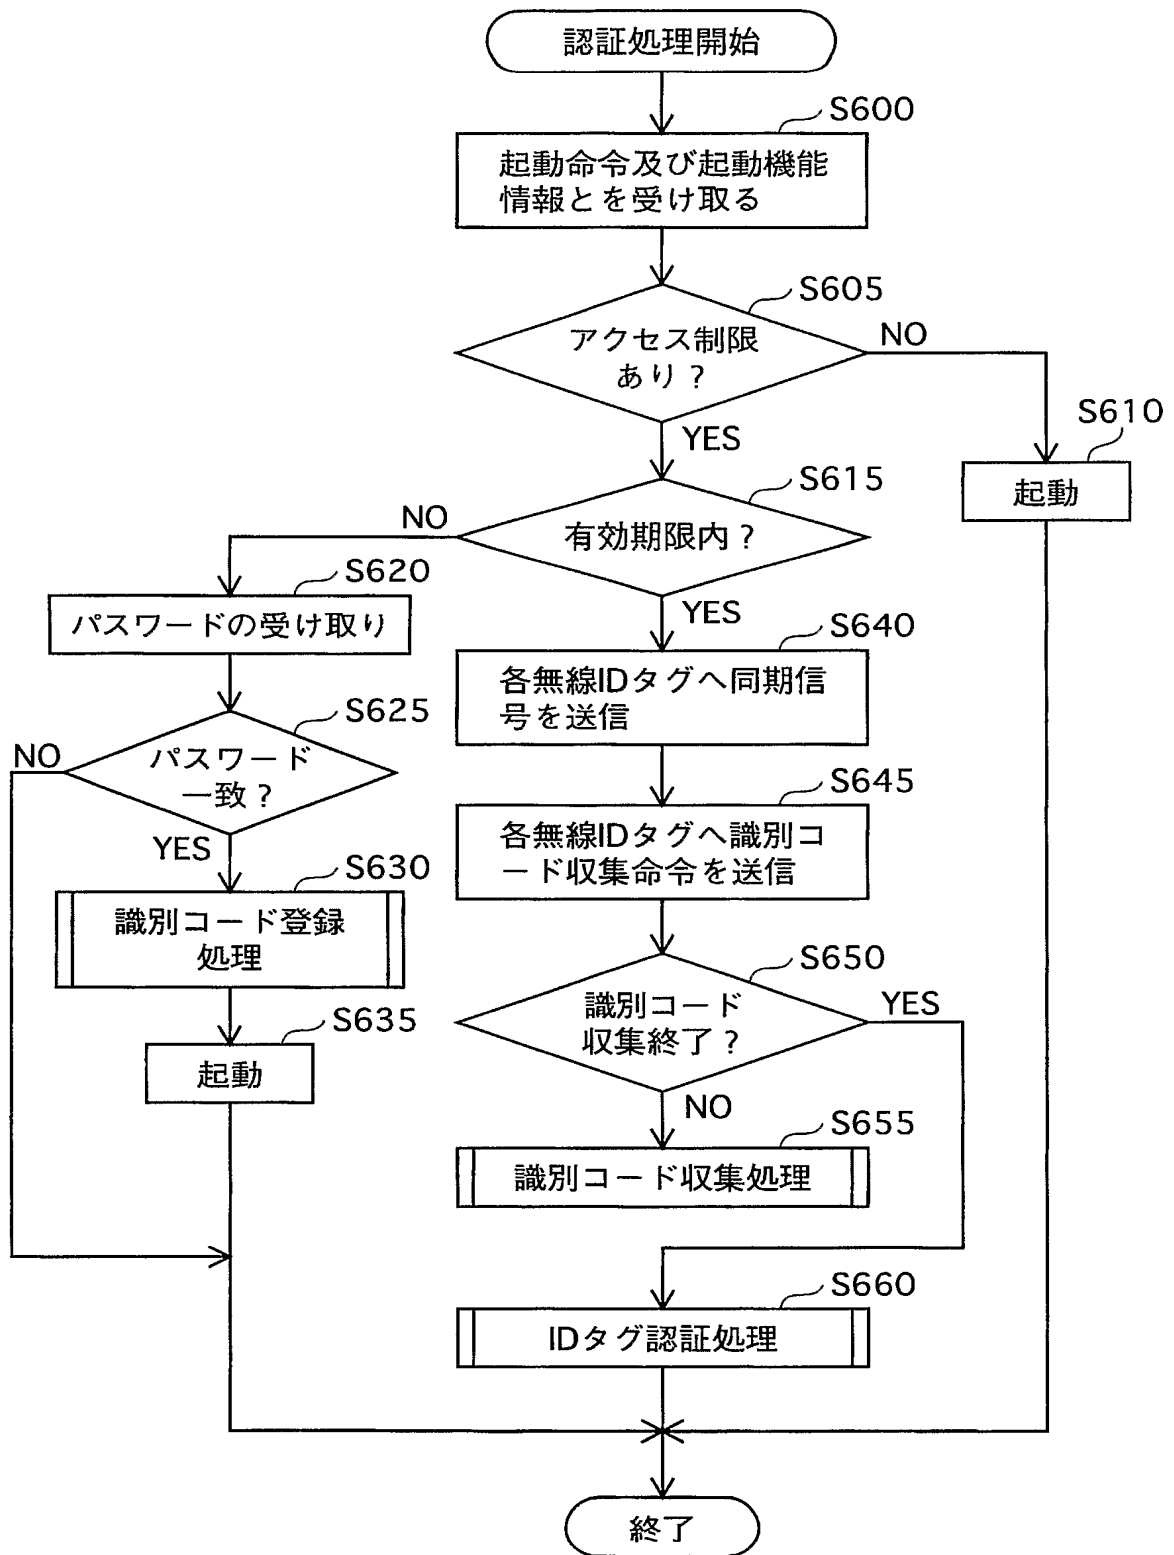 認証処理開始
S600
起動命令及び起動機能
情報とを受け取る
S605
アクセス制限
あり？
NO
S610
起動
YES
S615
有効期限内？
NO
S620
パスワードの受け取り
YES
S640
各無線IDタグへ同期信
号を送信
S625
パスワード
一致？
NO
YES
S645
各無線IDタグへ識別コ
ード収集命令を送信
S630
識別コード登録
処理
S650
識別コード
収集終了？
YES
S635
起動
NO
S655
識別コード収集処理
S660
IDタグ認証処理
終了